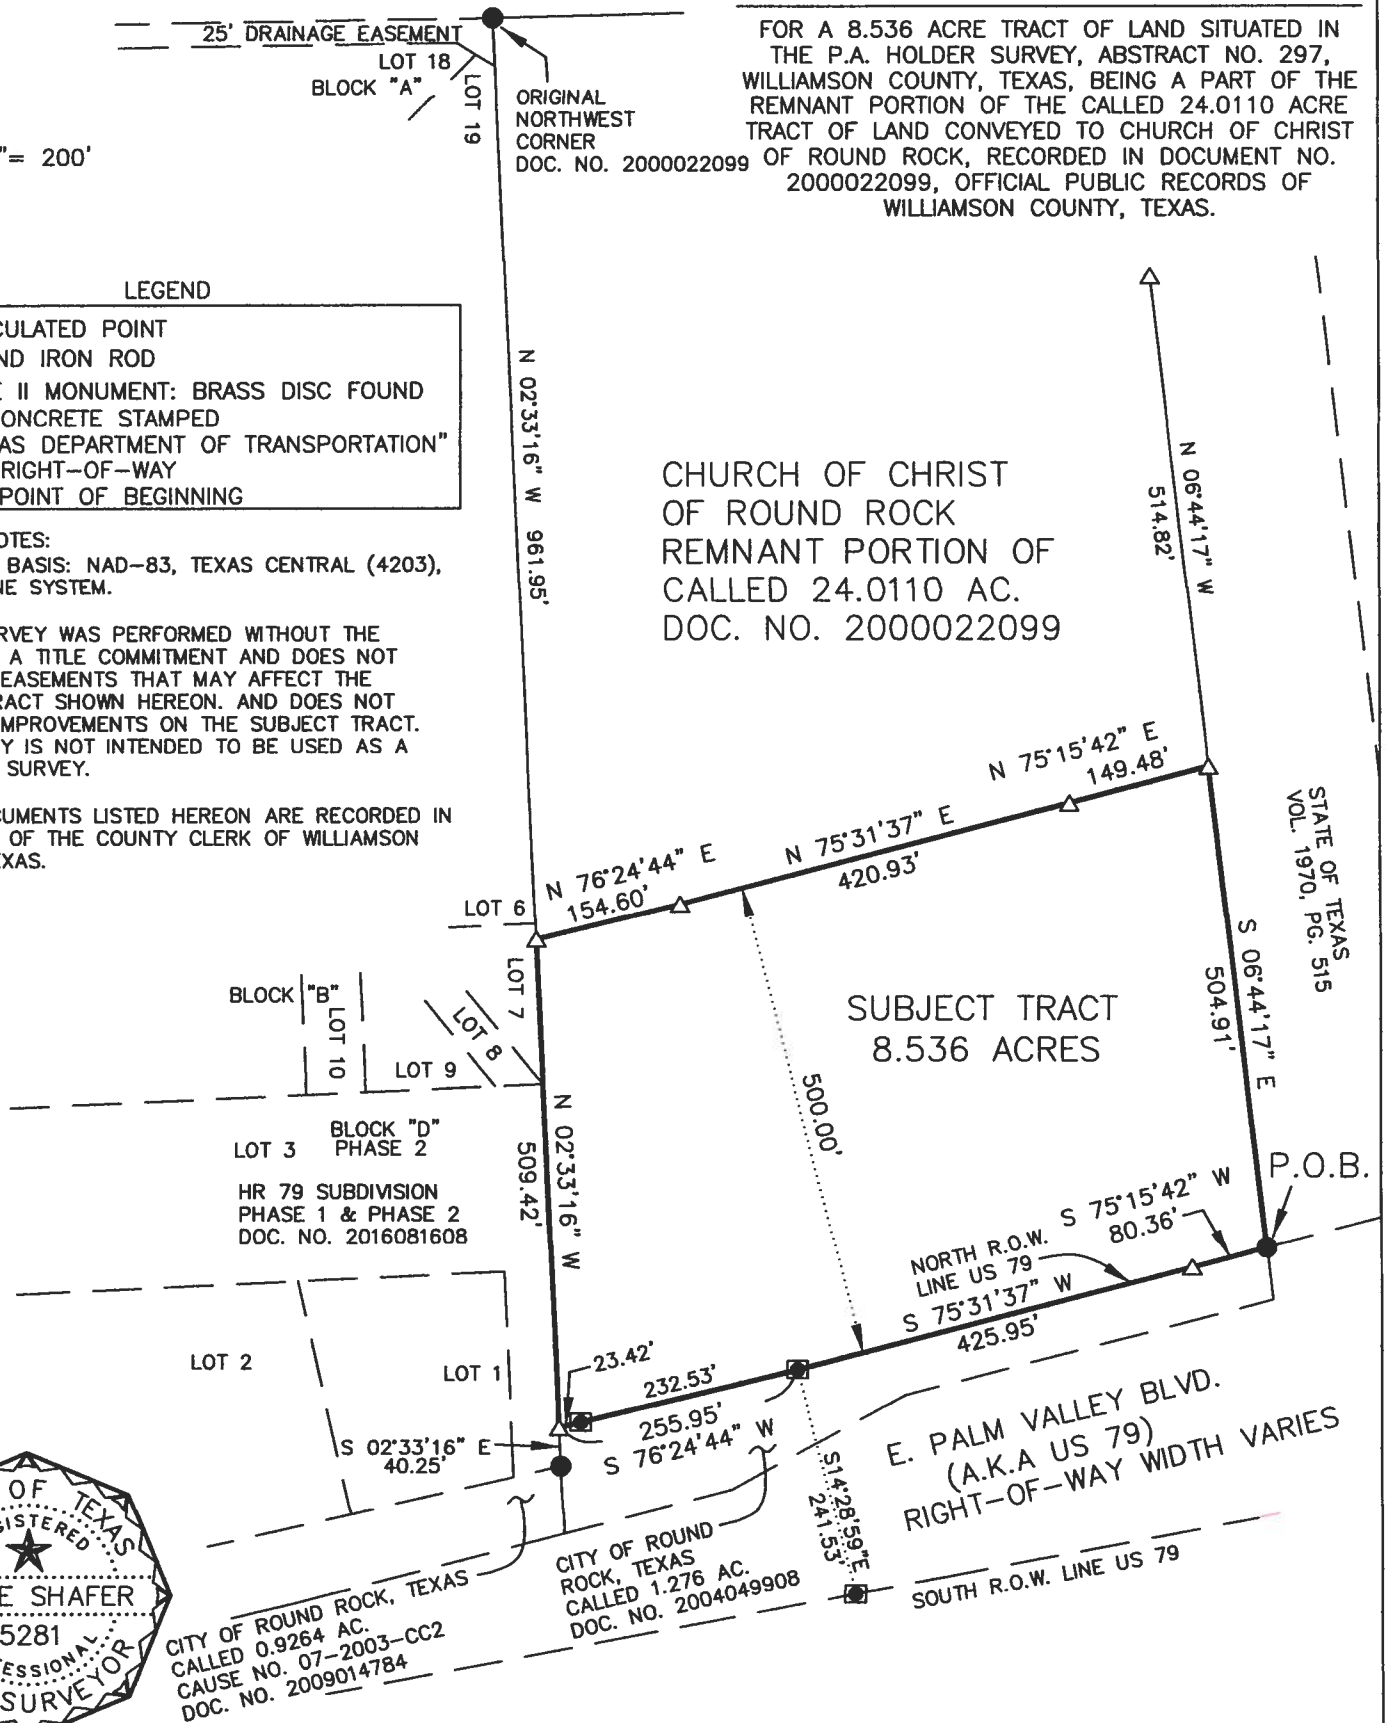 FOR A 8.536 ACRE TRACT OF LAND SITUATED IN
THE P.A. HOLDER SURVEY, ABSTRACT NO. 297,
WILLIAMSON COUNTY, TEXAS, BEING A PART OF THE
REMNANT PORTION OF THE CALLED 24.0110 ACRE
TRACT OF LAND CONVEYED TO CHURCH OF CHRIST
OF ROUND ROCK, RECORDED IN DOCUMENT NO.
2000022099, OFFICIAL PUBLIC RECORDS OF
WILLIAMSON COUNTY, TEXAS.
25' DRAINAGE EASEMENT
LOT 18
BLOCK "A"
LOT 19
ORIGINAL
NORTHWEST
CORNER
DOC. NO. 2000022099
"= 200'
LEGEND
CULATED POINT
ND IRON ROD
E II MONUMENT: BRASS DISC FOUND
ONCRETE STAMPED
AS DEPARTMENT OF TRANSPORTATION"
RIGHT-OF-WAY
POINT OF BEGINNING
OTES:
BASIS: NAD-83, TEXAS CENTRAL (4203),
NE SYSTEM.
RVEY WAS PERFORMED WITHOUT THE
A TITLE COMMITMENT AND DOES NOT
EASEMENTS THAT MAY AFFECT THE
RACT SHOWN HEREON. AND DOES NOT
IMPROVEMENTS ON THE SUBJECT TRACT.
Y IS NOT INTENDED TO BE USED AS A
SURVEY.
CUMENTS LISTED HEREON ARE RECORDED IN
OF THE COUNTY CLERK OF WILLIAMSON
EXAS.
N 02°33'16" W 961.95'
CHURCH OF CHRIST
OF ROUND ROCK
REMNANT PORTION OF
CALLED 24.0110 AC.
DOC. NO. 2000022099
N 06°44'17" W
514.82'
N 75°15'42" E
149.48'
N 75°31'37" E
420.93'
N 76°24'44" E
154.60'
STATE OF TEXAS
VOL. 1970, PG. 515
LOT 6
LOT 7
BLOCK "B"
LOT 10
LOT 8
LOT 9
SUBJECT TRACT
8.536 ACRES
S 06°44'17" E
504.91'
500.00'
N 02°33'16" W
509.42'
BLOCK "D"
LOT 3 PHASE 2
HR 79 SUBDIVISION
PHASE 1 & PHASE 2
DOC. NO. 2016081608
P.O.B.
S 75°15'42" W
80.36'
NORTH R.O.W.
LINE US 79
S 75°31'37" W
425.95'
LOT 2
LOT 1
23.42'
232.53'
255.95'
S 76°24'44" W
S 02°33'16" E
40.25'
S14°28'59"E
241.53'
E. PALM VALLEY BLVD.
(A.K.A US 79)
RIGHT-OF-WAY WIDTH VARIES
SOUTH R.O.W. LINE US 79
CITY OF ROUND
ROCK, TEXAS
CALLED 1.276 AC.
DOC. NO. 2004049908
CITY OF ROUND ROCK, TEXAS
CALLED 0.9264 AC.
CAUSE NO. 07-2003-CC2
DOC. NO. 2009014784
OF TEXAS
GISTERED
E SHAFER
5281
ESSIONAL
SURVEYOR